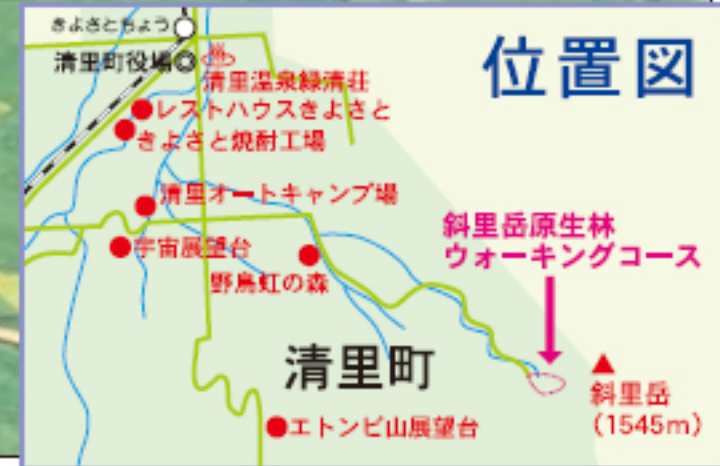 位置図
きよさとちょう
清里町役場
清里温泉緑清荘
レストハウスきよさと
きよさと焼酎工場
清里オートキャンプ場
宇宙展望台
野鳥虹の森
斜里岳原生林
ウォーキングコース
清里町
斜里岳
（1545m）
エトンビ山展望台